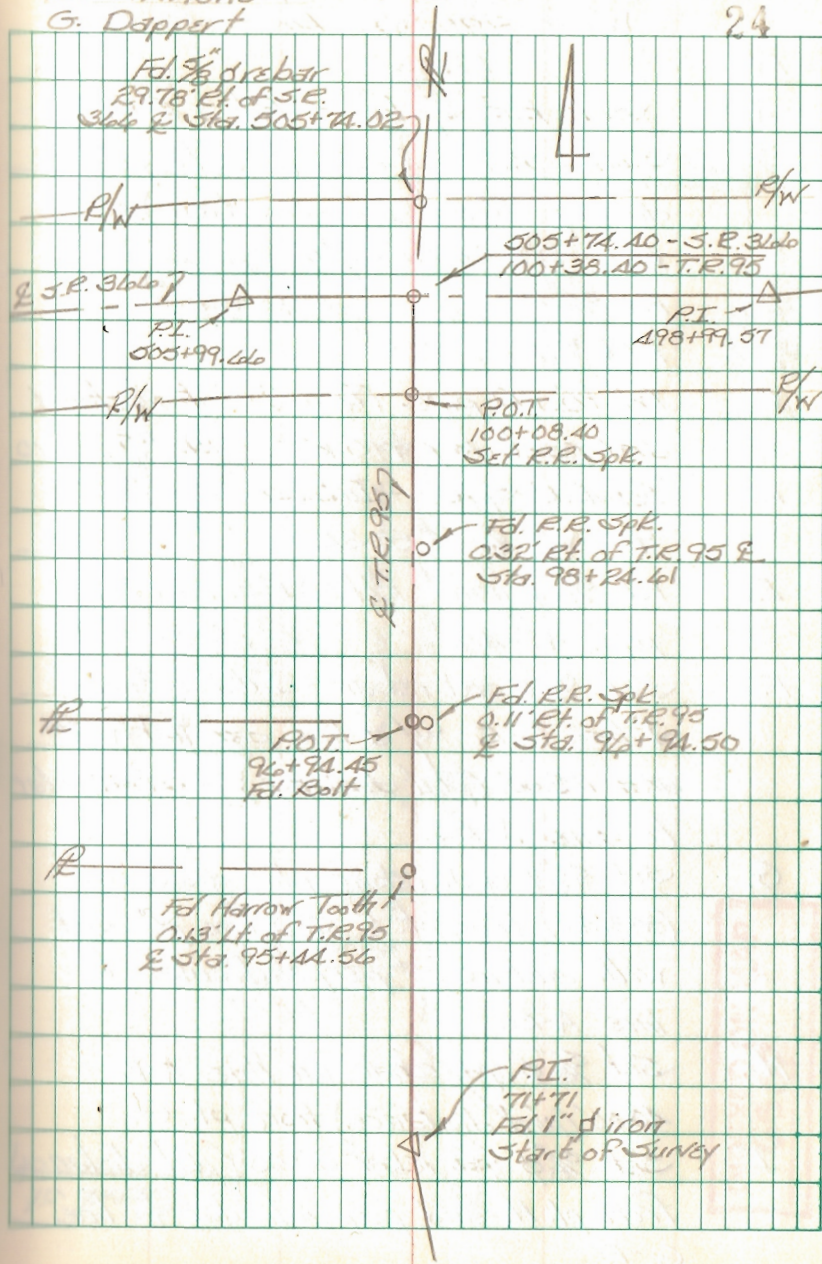 G. Dappert
24
Fd. 5/8" ø rebar
29.78' Rt. of S.R.
366 ℄ Sta. 505+74.02
℄
R/W
R/W
505+74.40 - S.R. 366
100+38.40 - T.R. 95
℄ S.R. 366
P.I.
505+99.66
P.I.
498+99.57
R/W
R/W
P.O.T.
100+08.40
Set R.R. Spk.
℄ T.R. 95
Fd. R.R. Spk.
0.32' Rt. of T.R. 95 ℄
Sta. 98+24.61
℄
Fd. R.R. Spk
0.11' Rt. of T.R. 95
℄ Sta. 96+94.50
P.O.T.
96+94.45
Fd. Bolt
℄
Fd Harrow Tooth
0.13' Lt. of T.R. 95
℄ Sta. 95+44.56
P.I.
71+71
Fd 1" ø iron
Start of Survey